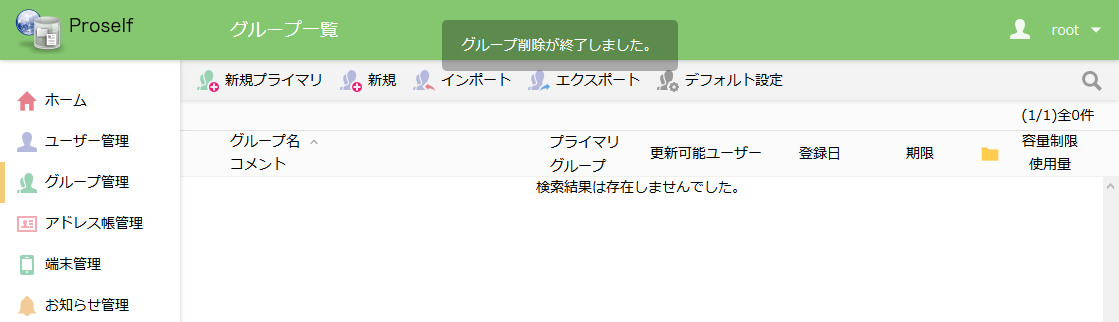 Proself
グループ一覧
グループ削除が終了しました。
root
新規プライマリ
新規
インポート
エクスポート
デフォルト設定
ホーム
ユーザー管理
グループ管理
アドレス帳管理
端末管理
お知らせ管理
(1/1)全0件
グループ名
コメント
プライマリ
グループ
更新可能ユーザー
登録日
期限
容量制限
使用量
検索結果は存在しませんでした。